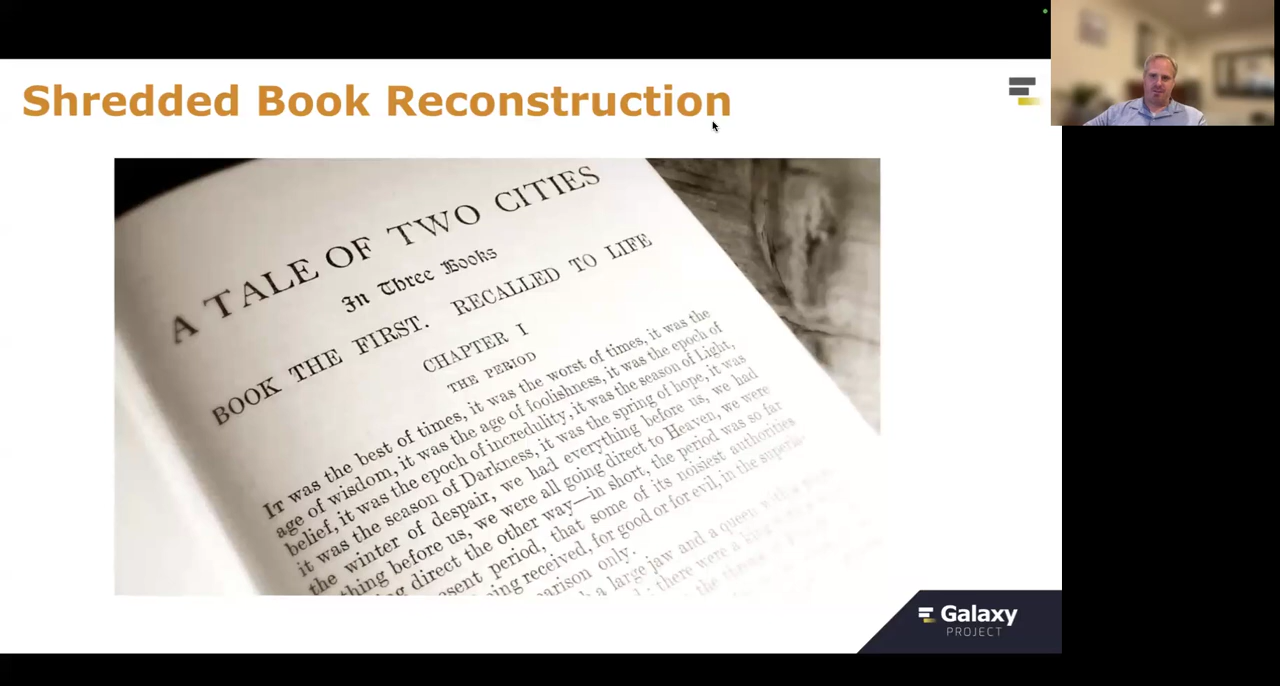 Shredded Book Reconstruction
A TALE OF TWO CITIES
In Three Books
BOOK THE FIRST. RECALLED TO LIFE
CHAPTER I
THE PERIOD
IT was the best of times, it was the worst of times, it was the
age of wisdom, it was the age of foolishness, it was the epoch of
belief, it was the epoch of incredulity, it was the season of Light,
it was the season of Darkness, it was the spring of hope, it was
the winter of despair, we had everything before us, we had
thing before us, we were all going direct to Heaven, we were
direct the other way—in short, the period was so far
period, that some of its noisiest authorities
being received, for good or for evil, in the
only.
a large jaw and a queen
there were a
Galaxy
PROJECT